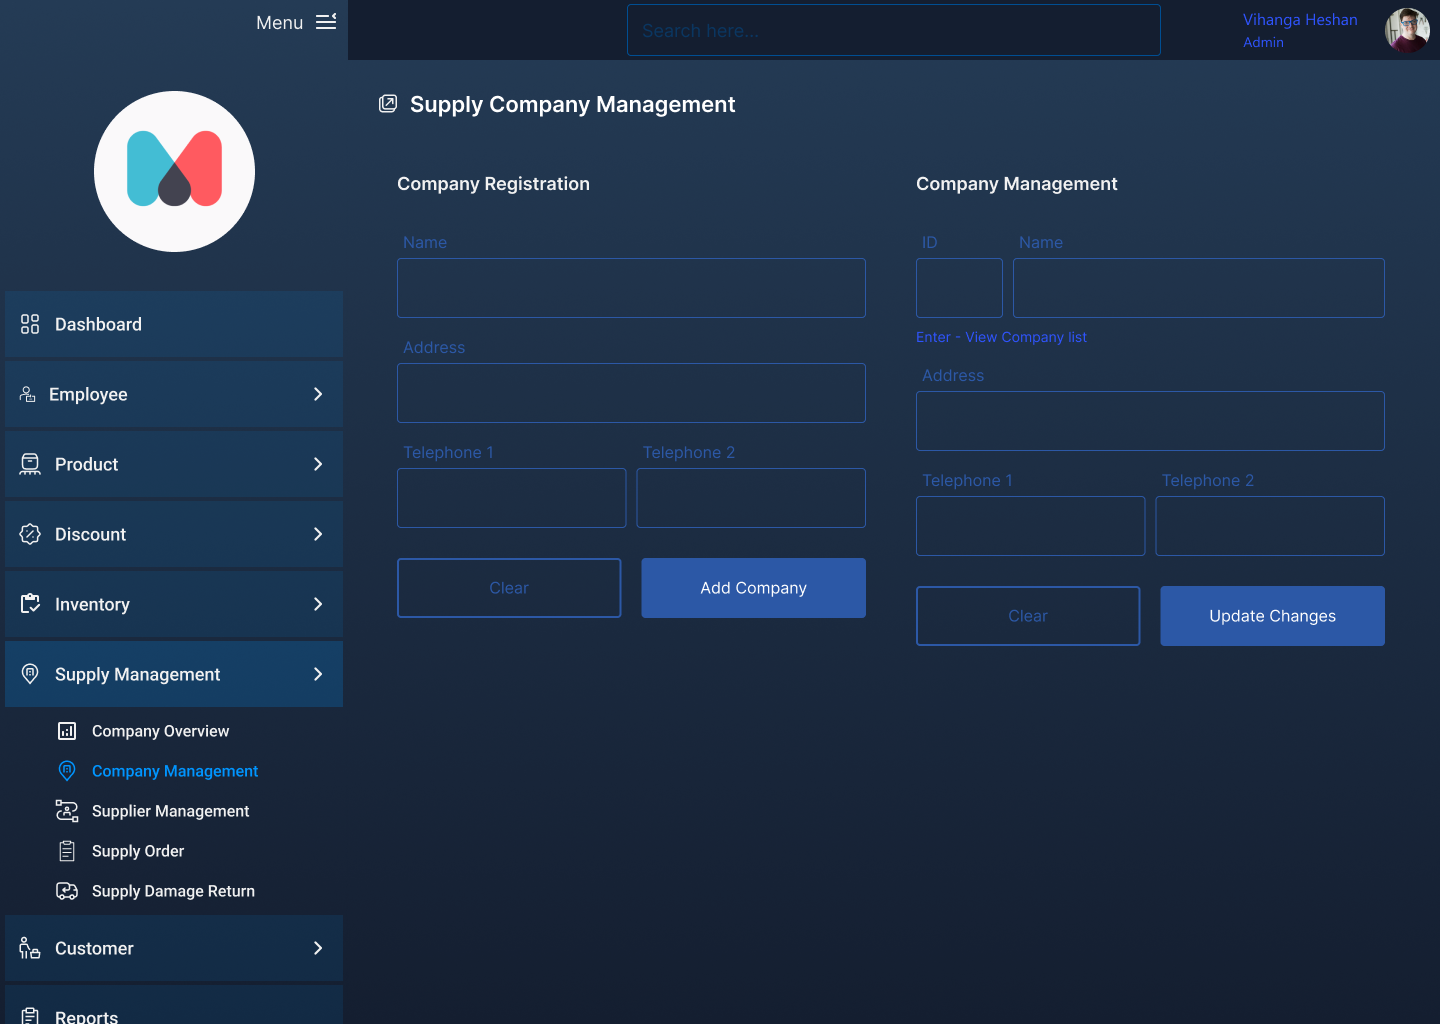 Menu
Search here...
Vihanga Heshan
Admin
Supply Company Management
Company Registration
Name
Address
Telephone 1
Telephone 2
Clear
Add Company
Company Management
ID
Name
Enter - View Company list
Address
Telephone 1
Telephone 2
Clear
Update Changes
Dashboard
Employee
Product
Discount
Inventory
Supply Management
Company Overview
Company Management
Supplier Management
Supply Order
Supply Damage Return
Customer
Reports